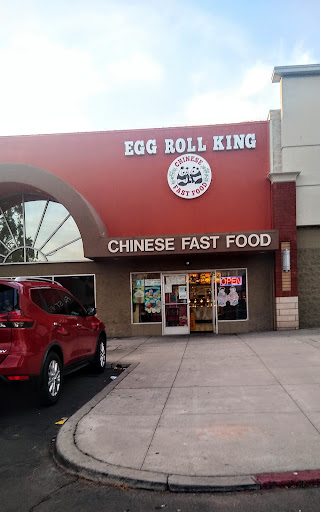 EGG ROLL KING
CHINESE
FAST FOOD
CHINESE FAST FOOD
OPEN